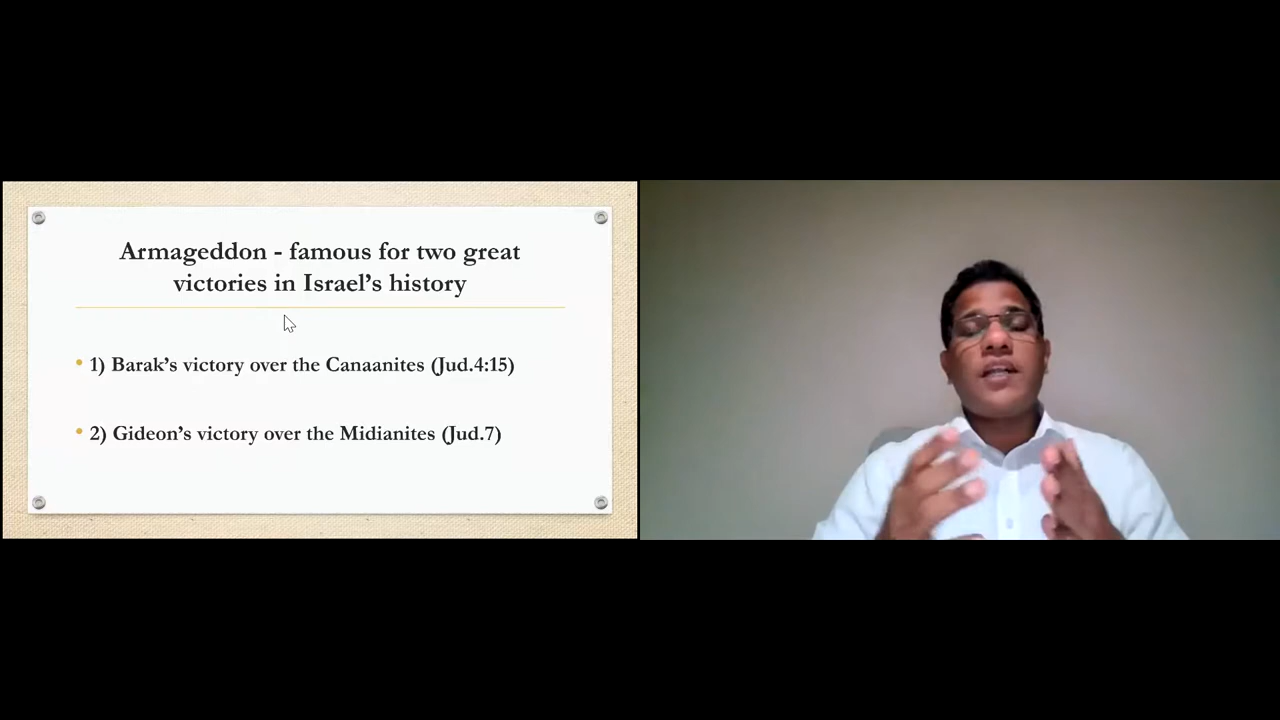 Armageddon - famous for two great
victories in Israel’s history
• 1) Barak’s victory over the Canaanites (Jud.4:15)
• 2) Gideon’s victory over the Midianites (Jud.7)